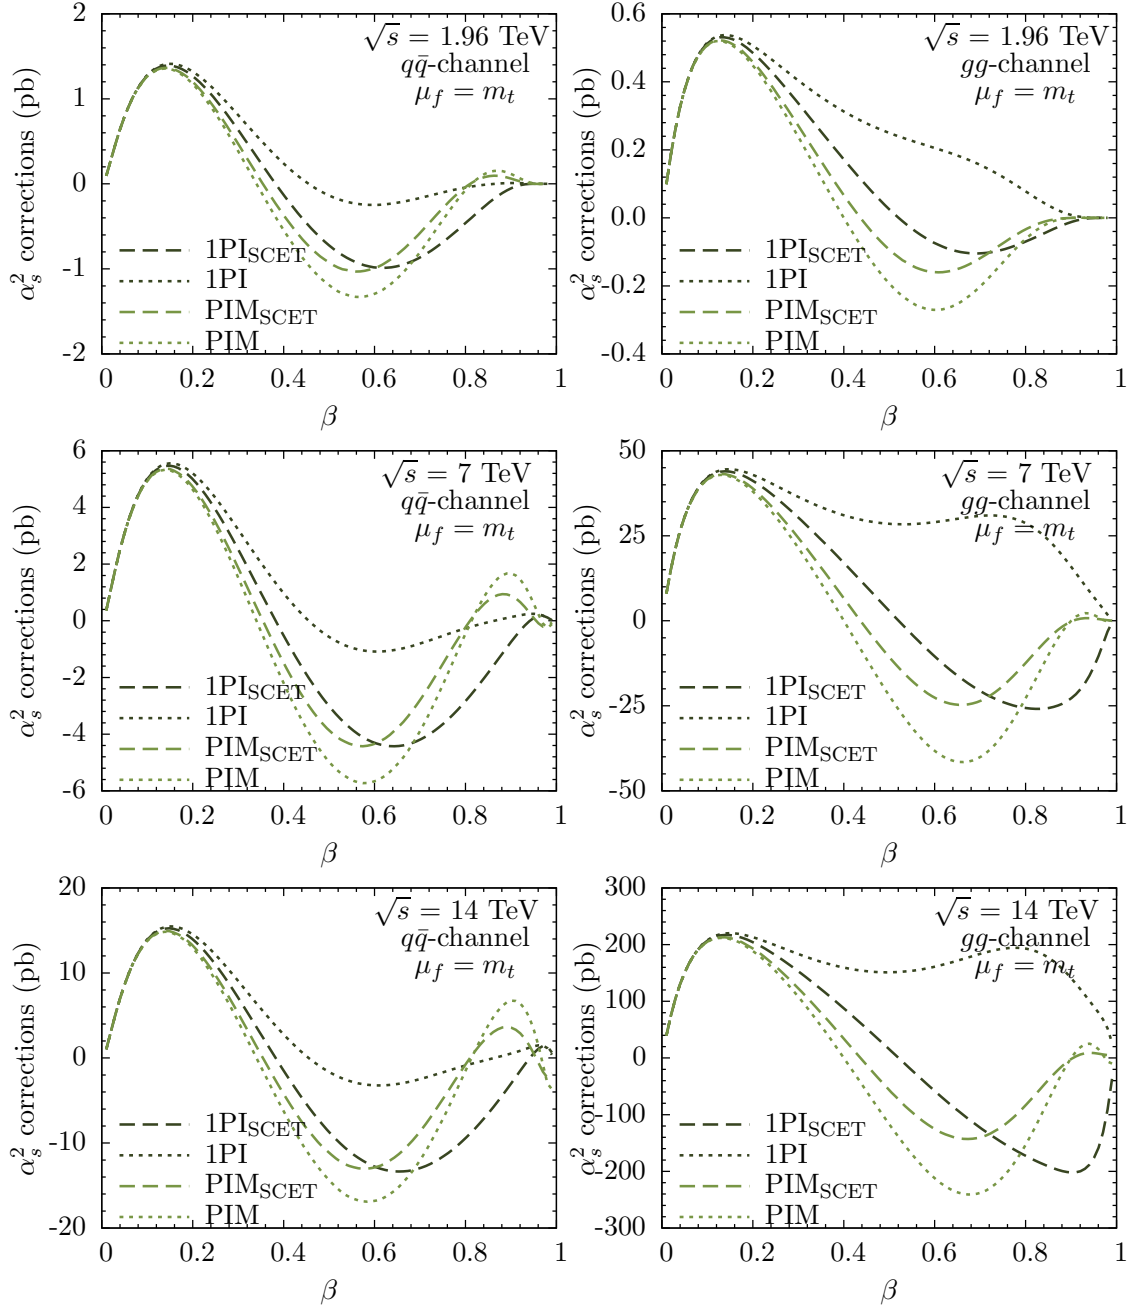 2
1
0
-1
-2
α_s^2 corrections (pb)
√s = 1.96 TeV
qq̄-channel
μ_f = m_t
1PI_SCET
1PI
PIM_SCET
PIM
0 0.2 0.4 0.6 0.8 1
β
0.6
0.4
0.2
0.0
-0.2
-0.4
α_s^2 corrections (pb)
√s = 1.96 TeV
gg-channel
μ_f = m_t
1PI_SCET
1PI
PIM_SCET
PIM
0 0.2 0.4 0.6 0.8 1
β
6
4
2
0
-2
-4
-6
α_s^2 corrections (pb)
√s = 7 TeV
qq̄-channel
μ_f = m_t
1PI_SCET
1PI
PIM_SCET
PIM
0 0.2 0.4 0.6 0.8 1
β
50
25
0
-25
-50
α_s^2 corrections (pb)
√s = 7 TeV
gg-channel
μ_f = m_t
1PI_SCET
1PI
PIM_SCET
PIM
0 0.2 0.4 0.6 0.8 1
β
20
10
0
-10
-20
α_s^2 corrections (pb)
√s = 14 TeV
qq̄-channel
μ_f = m_t
1PI_SCET
1PI
PIM_SCET
PIM
0 0.2 0.4 0.6 0.8 1
β
300
200
100
0
-100
-200
-300
α_s^2 corrections (pb)
√s = 14 TeV
gg-channel
μ_f = m_t
1PI_SCET
1PI
PIM_SCET
PIM
0 0.2 0.4 0.6 0.8 1
β